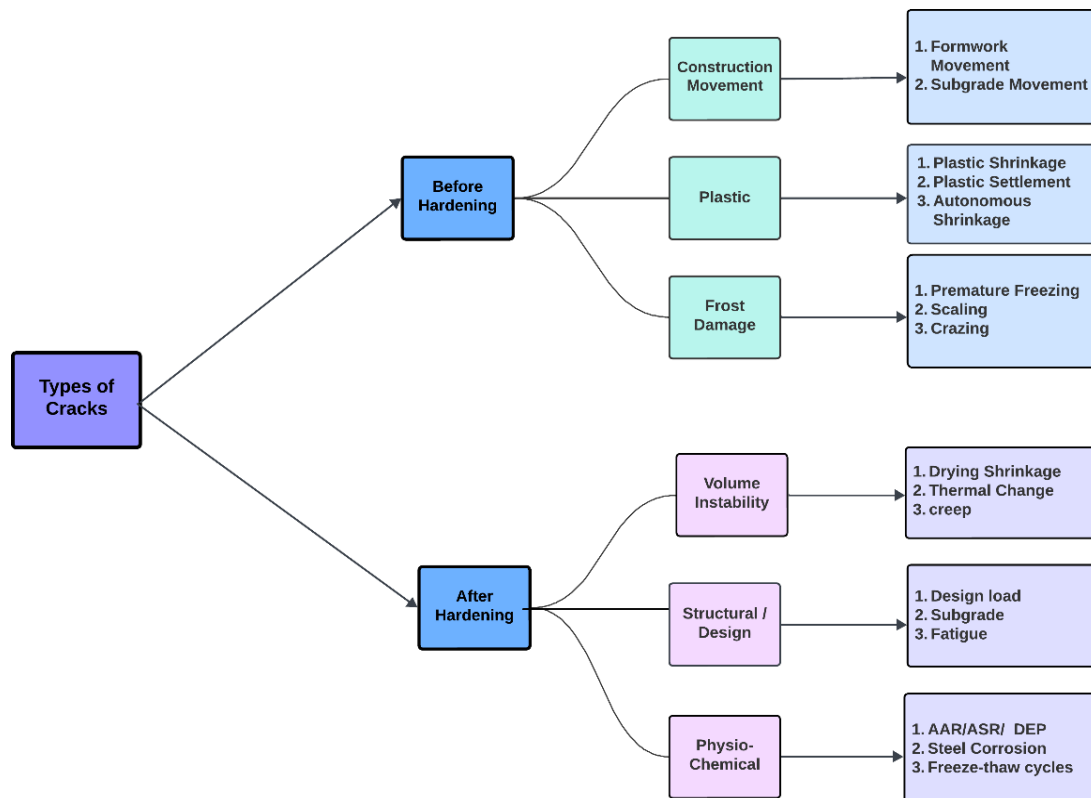 Types of
Cracks
Before
Hardening
Construction
Movement
1. Formwork
Movement
2. Subgrade Movement
Plastic
1. Plastic Shrinkage
2. Plastic Settlement
3. Autonomous
Shrinkage
Frost
Damage
1. Premature Freezing
2. Scaling
3. Crazing
After
Hardening
Volume
Instability
1. Drying Shrinkage
2. Thermal Change
3. creep
Structural /
Design
1. Design load
2. Subgrade
3. Fatigue
Physio-
Chemical
1. AAR/ASR/ DEP
2. Steel Corrosion
3. Freeze-thaw cycles